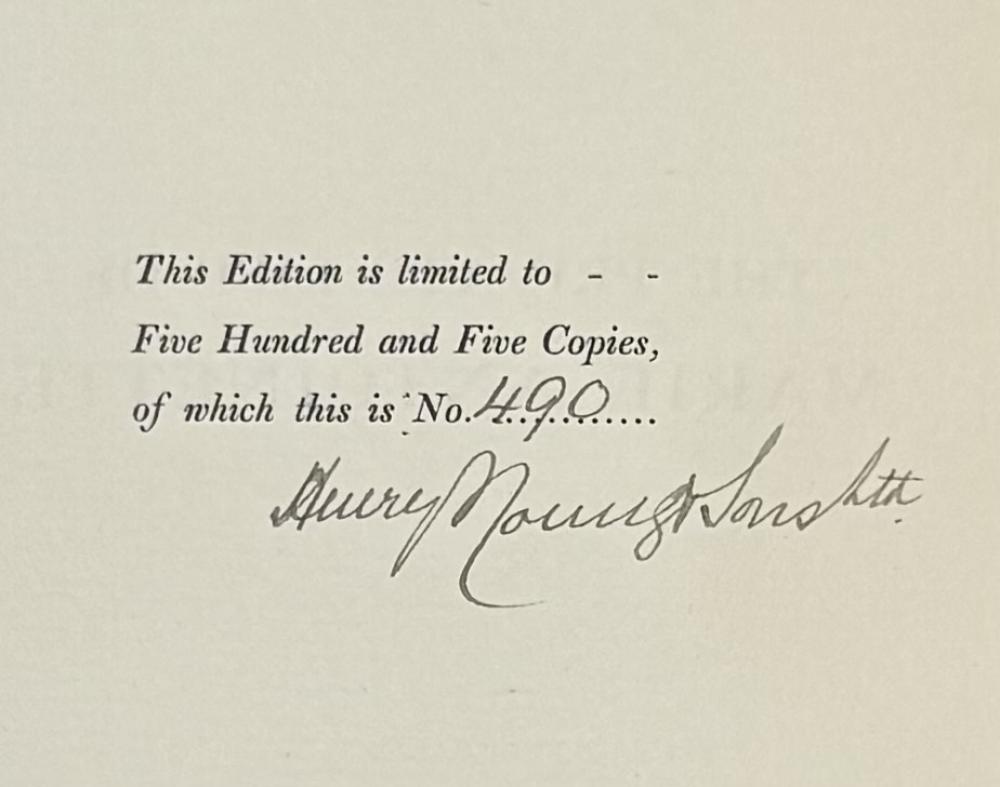 This Edition is limited to - -
Five Hundred and Five Copies,
of which this is No. 490
Henry Young & Sons Ltd.